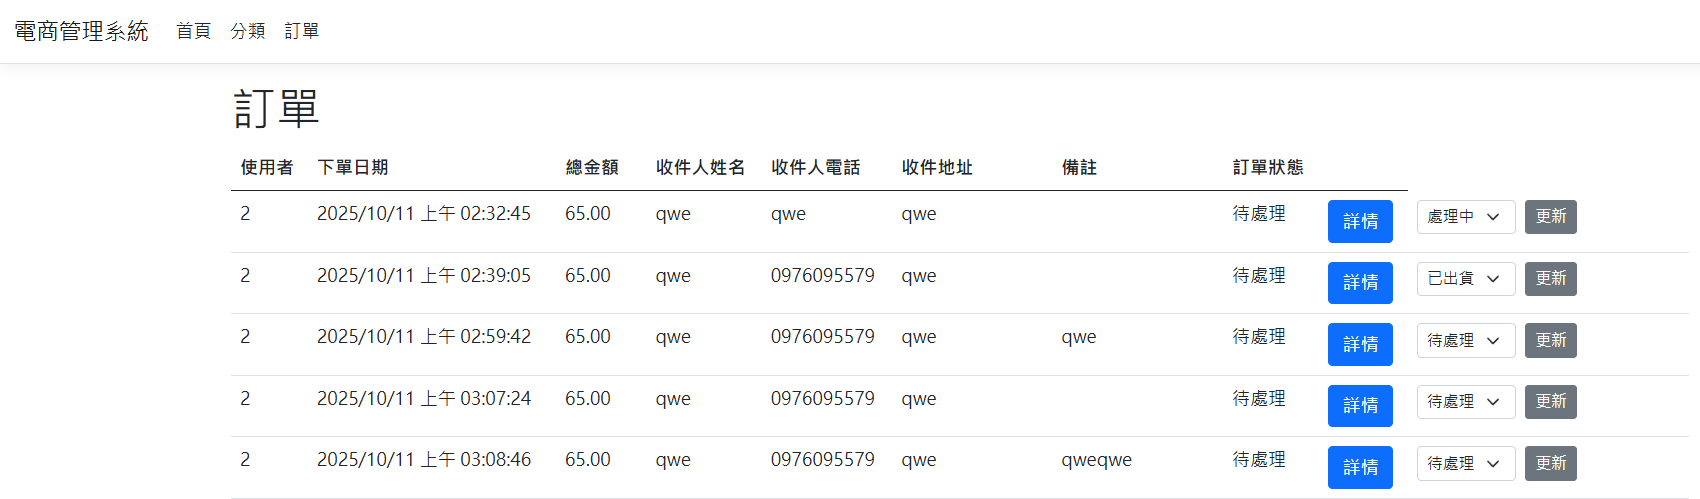 電商管理系統 首頁 分類 訂單
訂單
使用者 下單日期 總金額 收件人姓名 收件人電話 收件地址 備註 訂單狀態
2 2025/10/11 上午 02:32:45 65.00 qwe qwe qwe 待處理 詳情 處理中 更新
2 2025/10/11 上午 02:39:05 65.00 qwe 0976095579 qwe 待處理 詳情 已出貨 更新
2 2025/10/11 上午 02:59:42 65.00 qwe 0976095579 qwe qwe 待處理 詳情 待處理 更新
2 2025/10/11 上午 03:07:24 65.00 qwe 0976095579 qwe 待處理 詳情 待處理 更新
2 2025/10/11 上午 03:08:46 65.00 qwe 0976095579 qwe qweqwe 待處理 詳情 待處理 更新